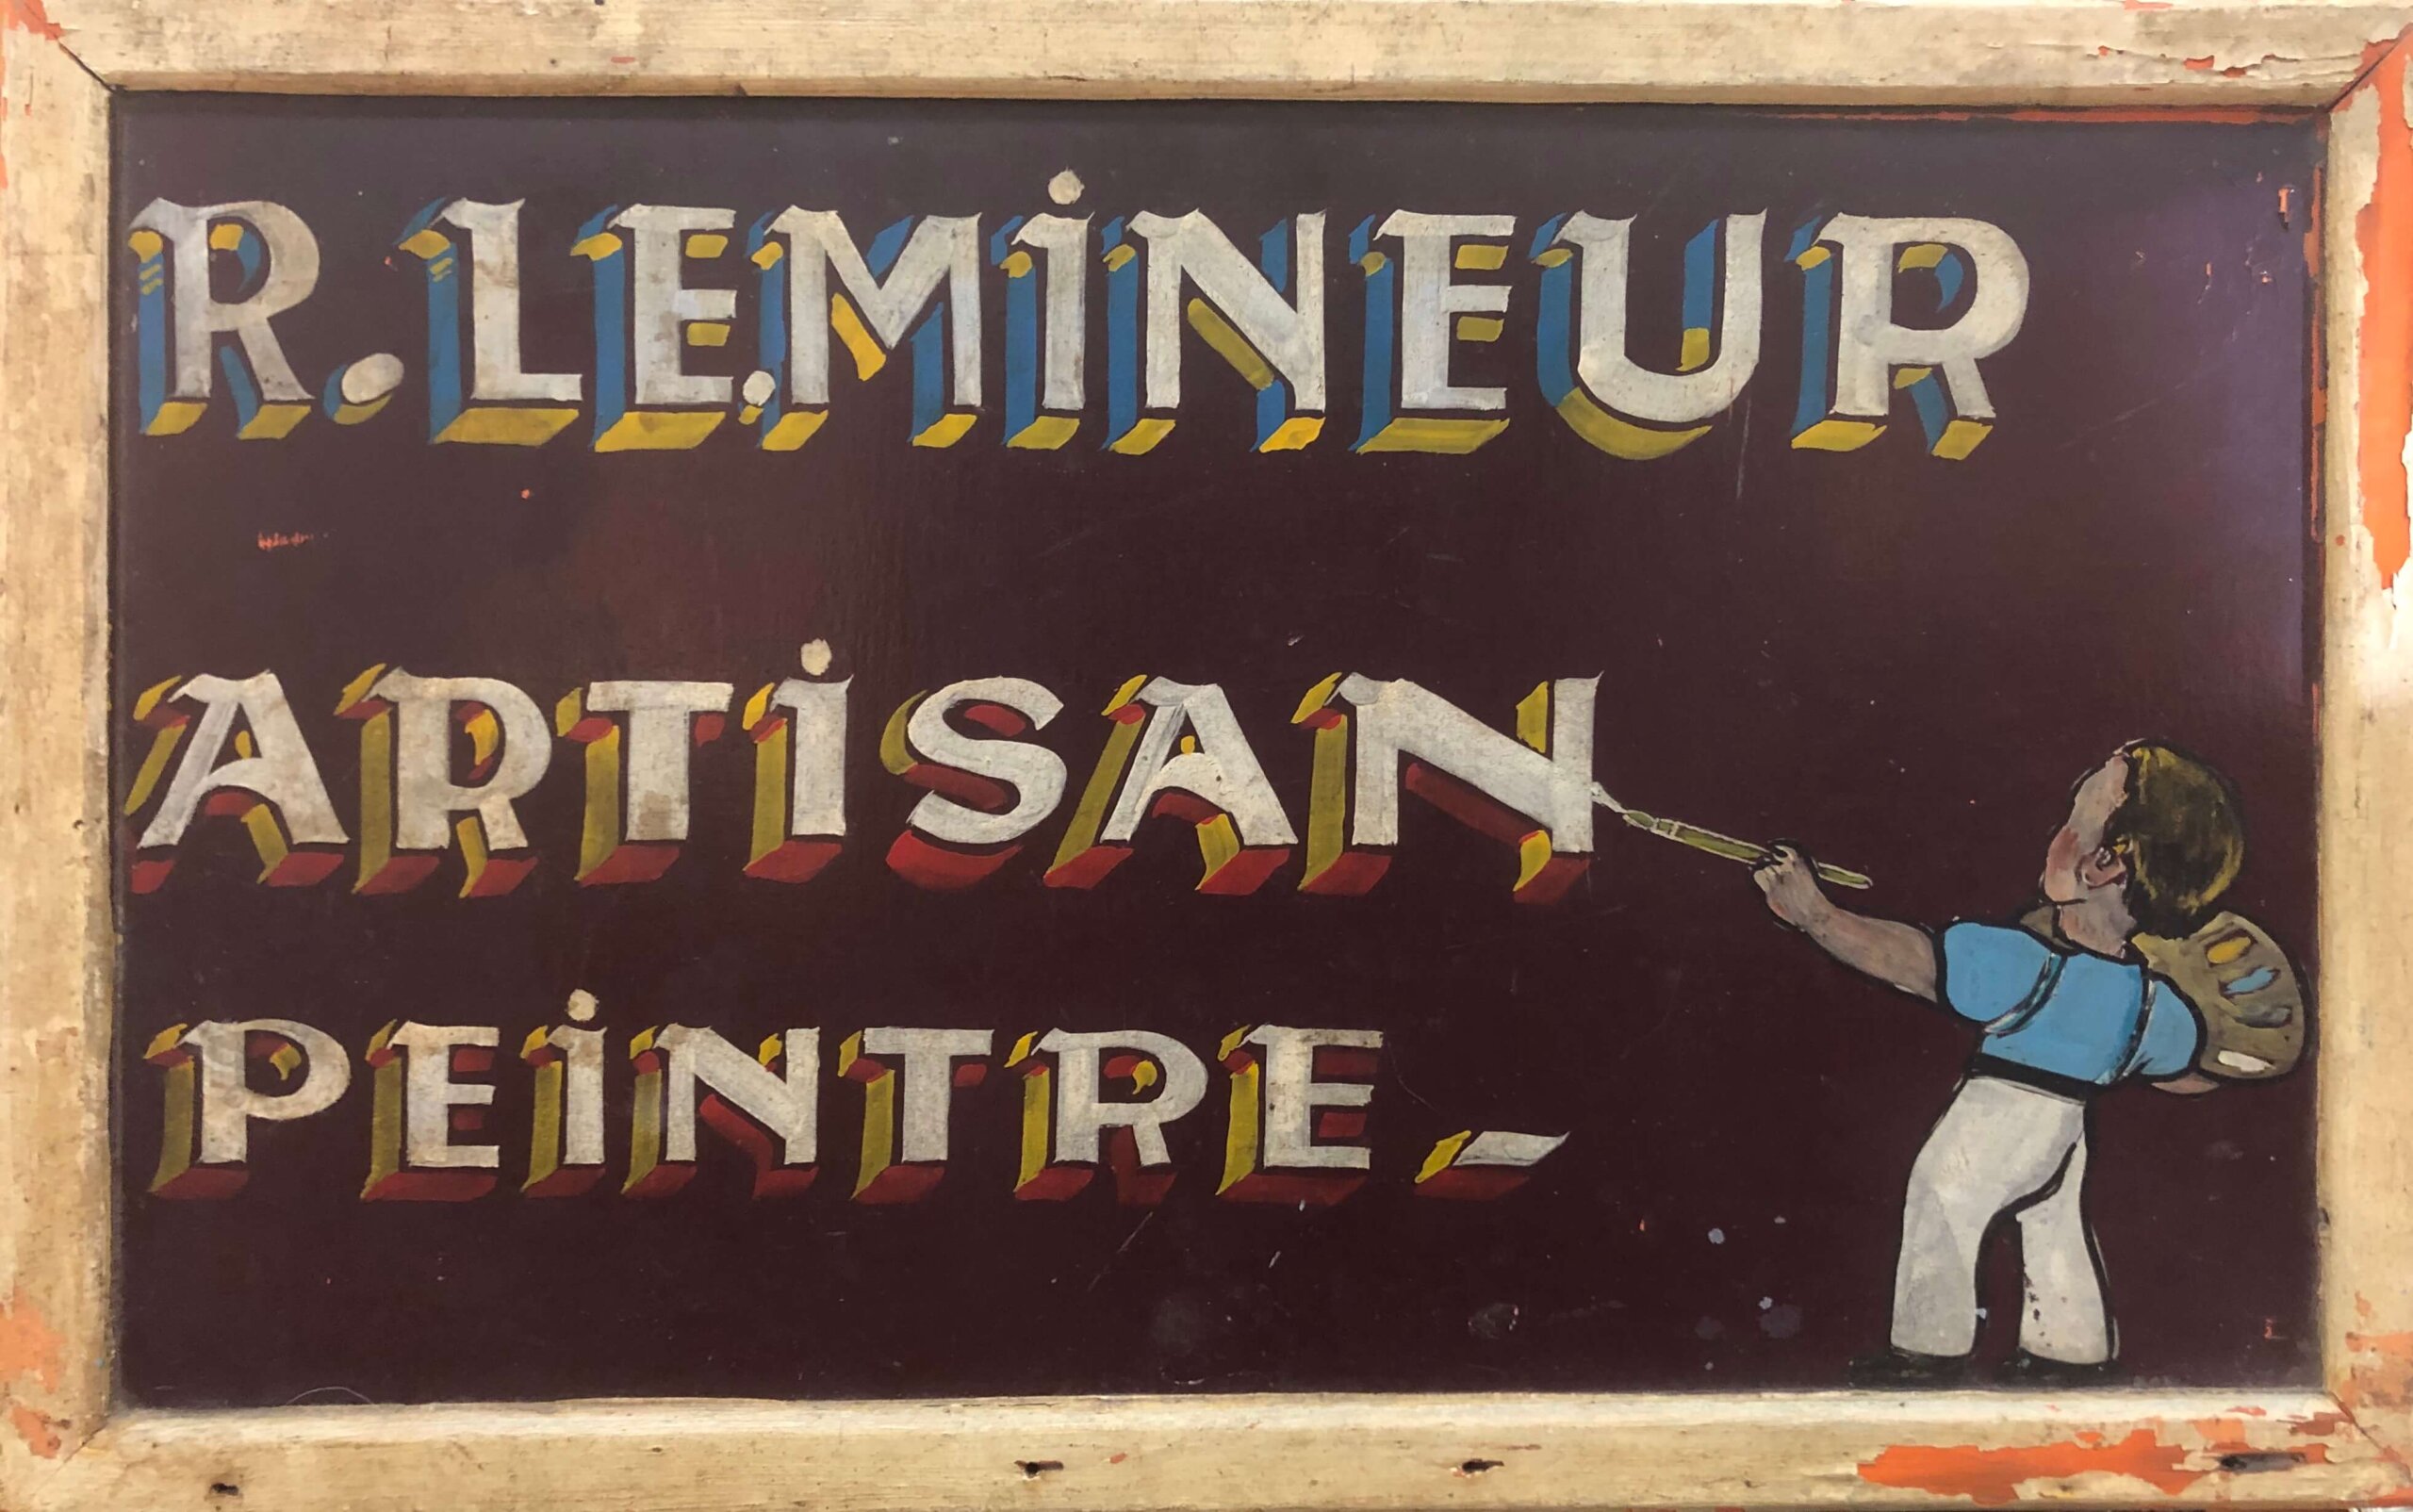 R. LE.MiNEUR
ARTiSAN
PEiNTRE -